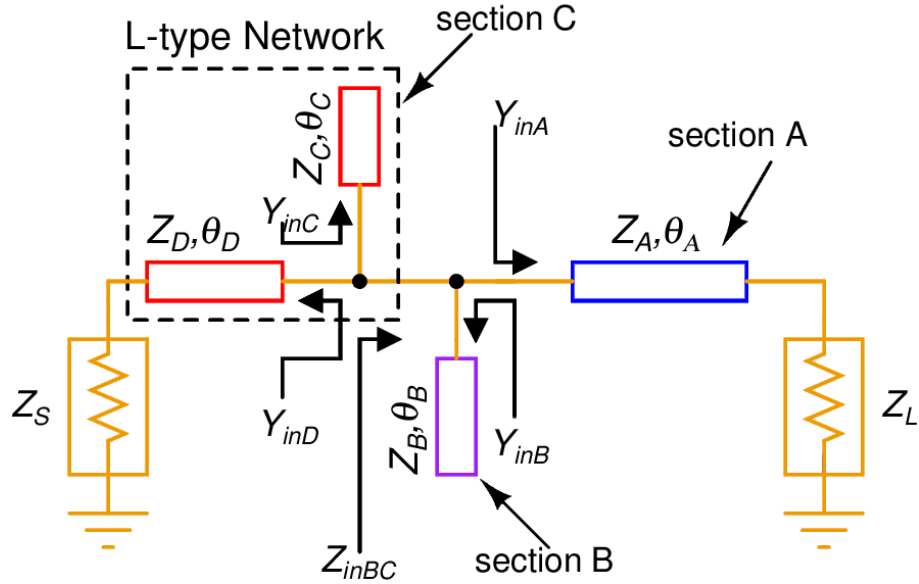 section C
L-type Network
Z_C,θ_C
Y_inA
section A
Y_inC
Z_D,θ_D
Z_A,θ_A
Z_S
Y_inD
Z_B,θ_B
Y_inB
Z_L
Z_inBC
section B